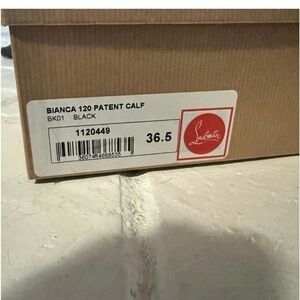 BIANCA 120 PATENT CALF
BK01 BLACK
1120449
36.5
Louboutin